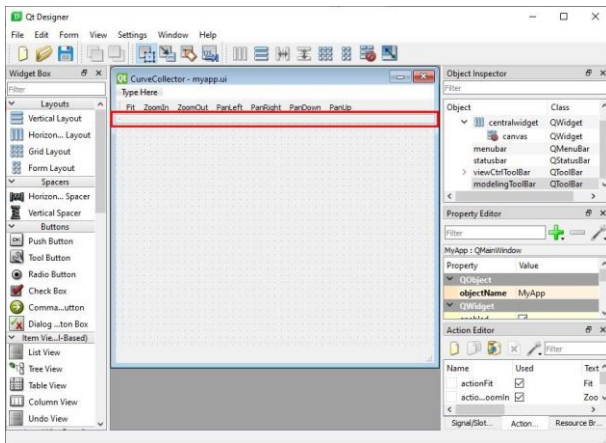 Qt Designer
File Edit Form View Settings Window Help
Widget Box
Filter
Layouts
Vertical Layout
Horizon... Layout
Grid Layout
Form Layout
Spacers
Horizon... Spacer
Vertical Spacer
Buttons
Push Button
Tool Button
Radio Button
Check Box
Comma...utton
Dialog ...ton Box
Item Vie...l-Based)
List View
Tree View
Table View
Column View
Undo View
CurveCollector - myapp.ui
Type Here
Fit ZoomIn ZoomOut PanLeft PanRight PanDown PanUp
Object Inspector
Filter
Object Class
centralwidget QWidget
canvas QWidget
menubar QMenuBar
statusbar QStatusBar
viewCtrlToolBar QToolBar
modelingToolBar QToolBar
Property Editor
Filter
MyApp : QMainWindow
Property Value
QObject
objectName MyApp
QWidget
Action Editor
Filter
Name Used Text
actionFit Fit
actio...oomIn Zoo
Signal/Slot... Action... Resource Br...